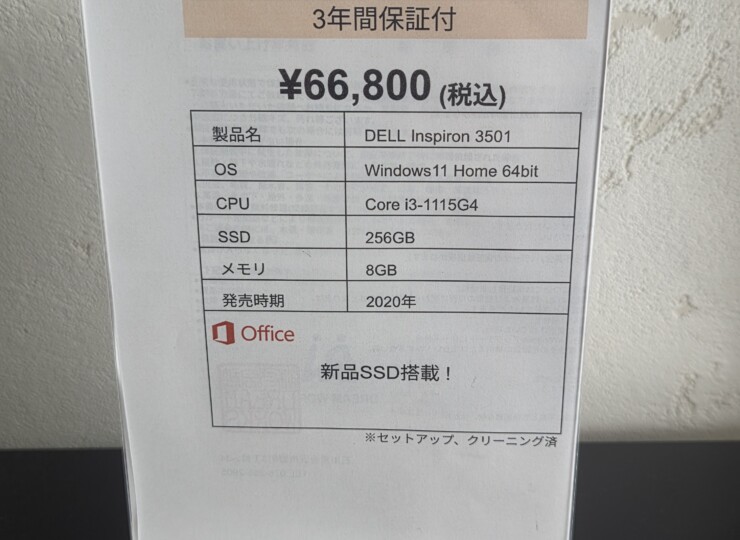 3年間保証付
¥66,800 (税込)
製品名 DELL Inspiron 3501
OS Windows11 Home 64bit
CPU Core i3-1115G4
SSD 256GB
メモリ 8GB
発売時期 2020年
Office
新品SSD搭載！
※セットアップ、クリーニング済